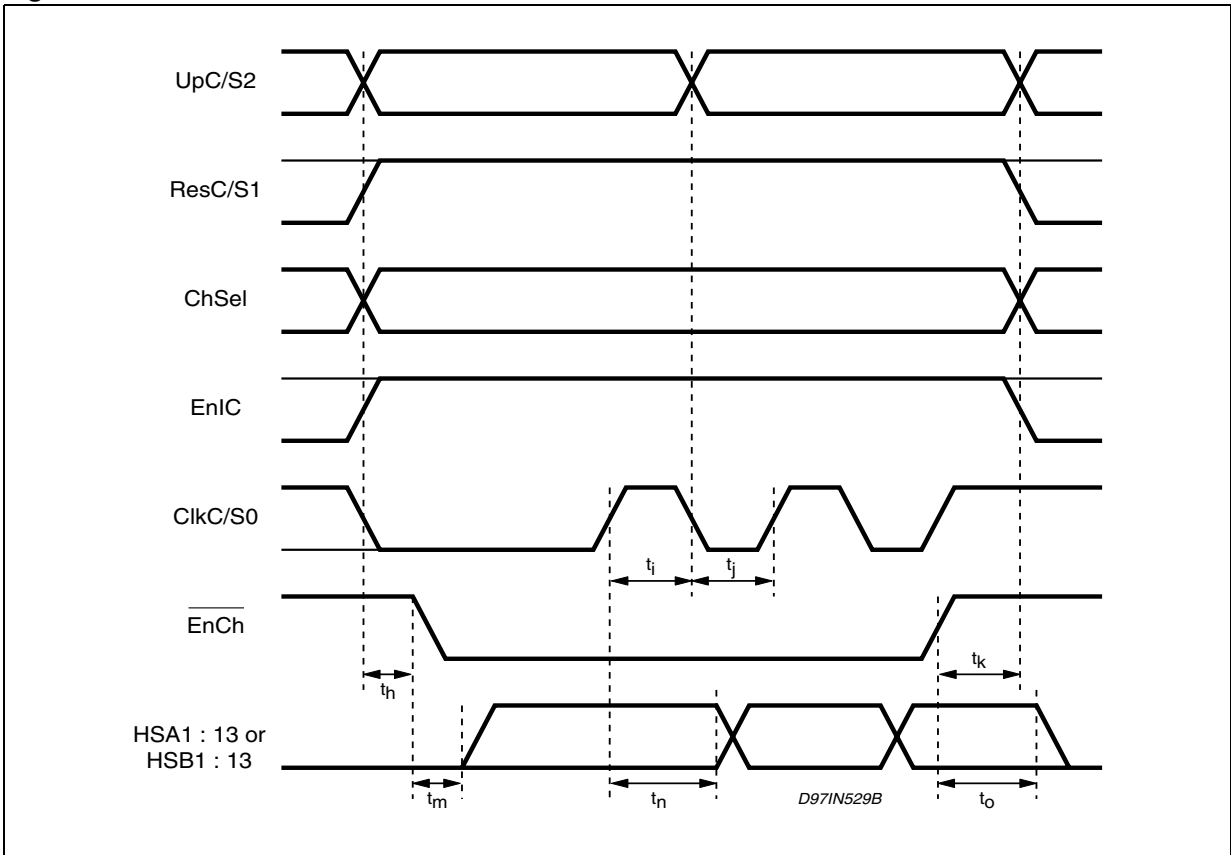 UpC/S2
ResC/S1
ChSel
EnIC
ClkC/S0
ti
tj
EnCh
th
tk
HSA1 : 13 or
HSB1 : 13
tm
tn
D97IN529B
to